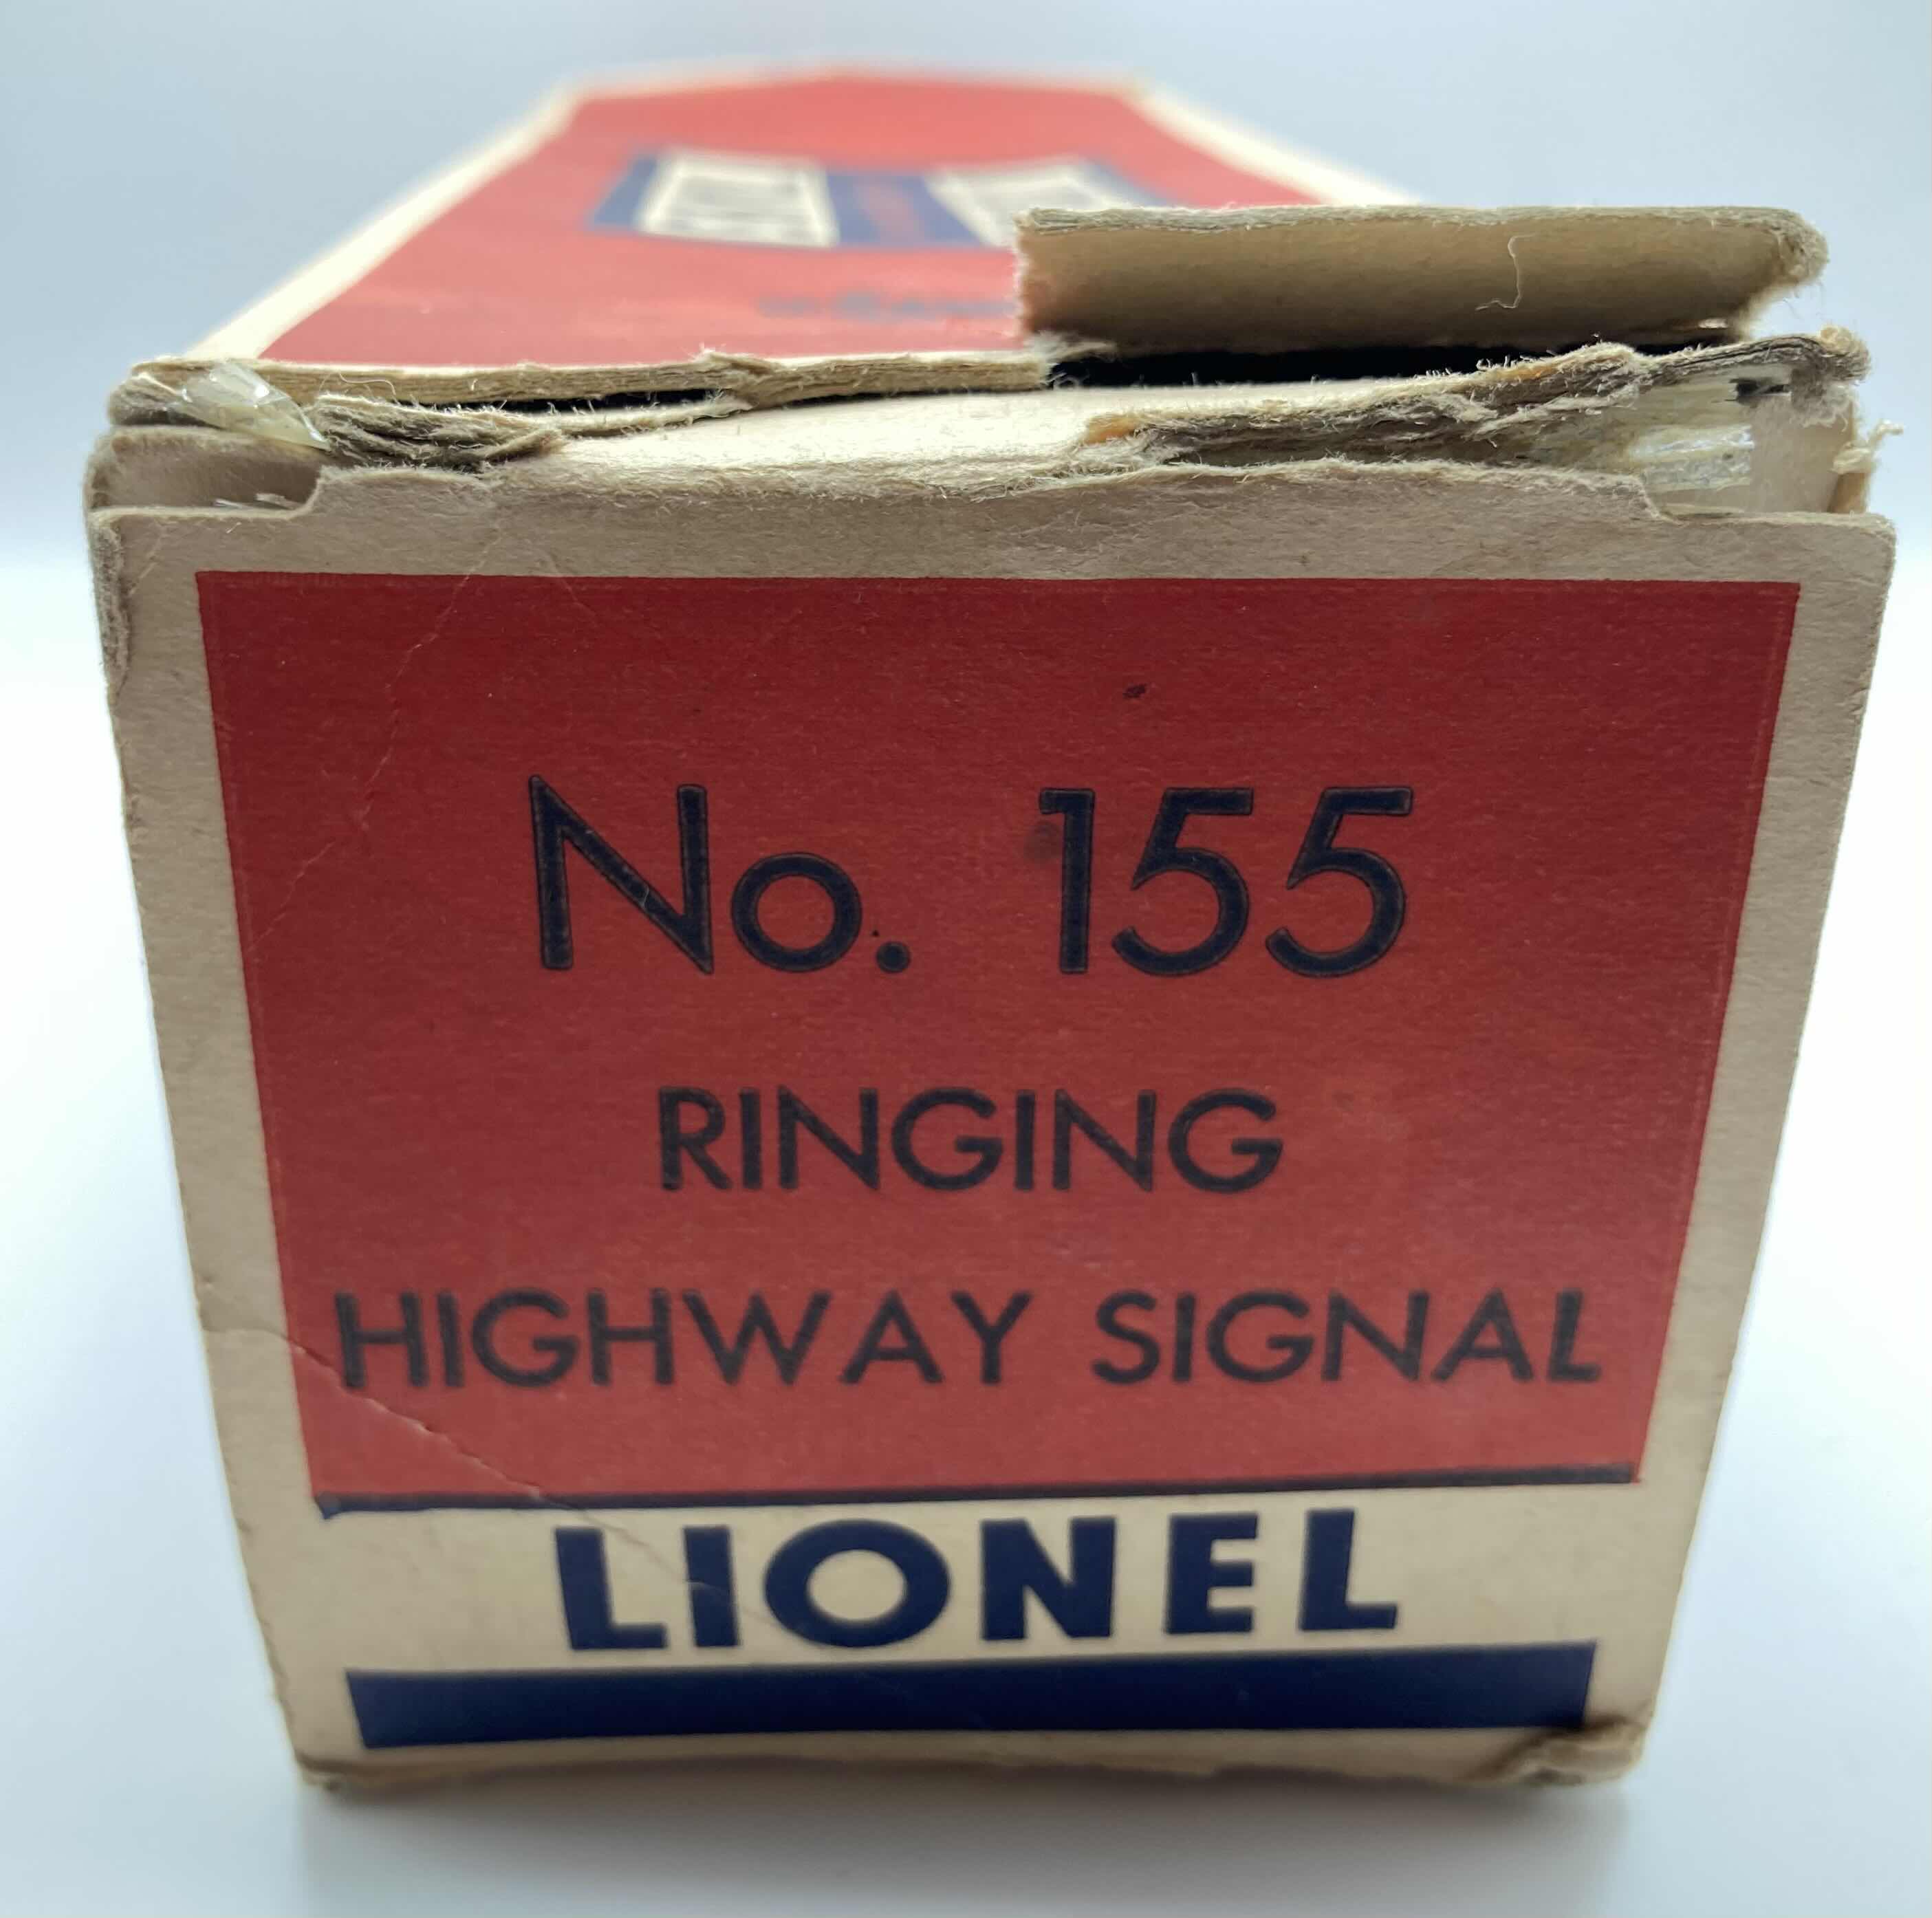 No. 155
RINGING
HIGHWAY SIGNAL
LIONEL